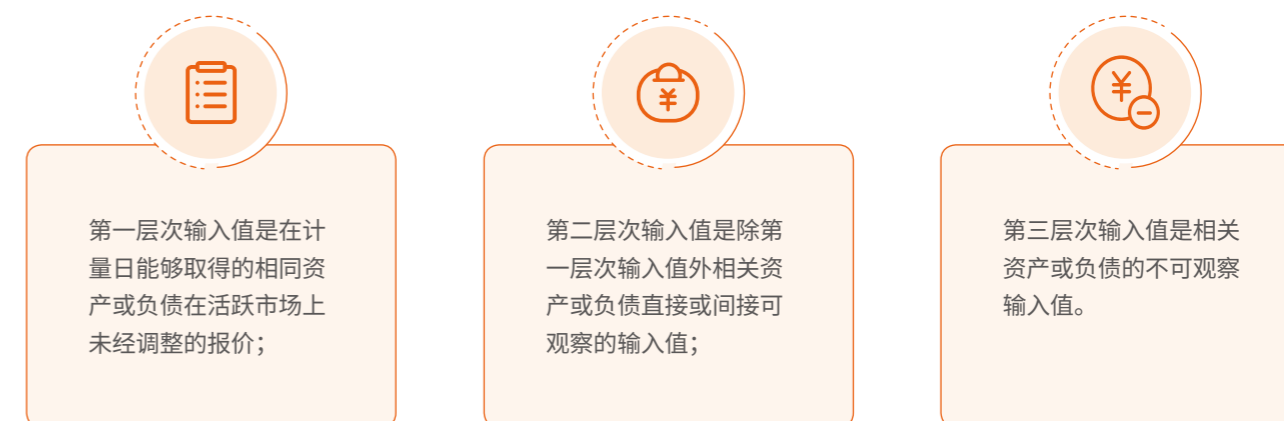 第一层次输入值是在计
量日能够取得的相同资
产或负债在活跃市场上
未经调整的报价；
第二层次输入值是除第
一层次输入值外相关资
产或负债直接或间接可
观察的输入值；
第三层次输入值是相关
资产或负债的不可观察
输入值。